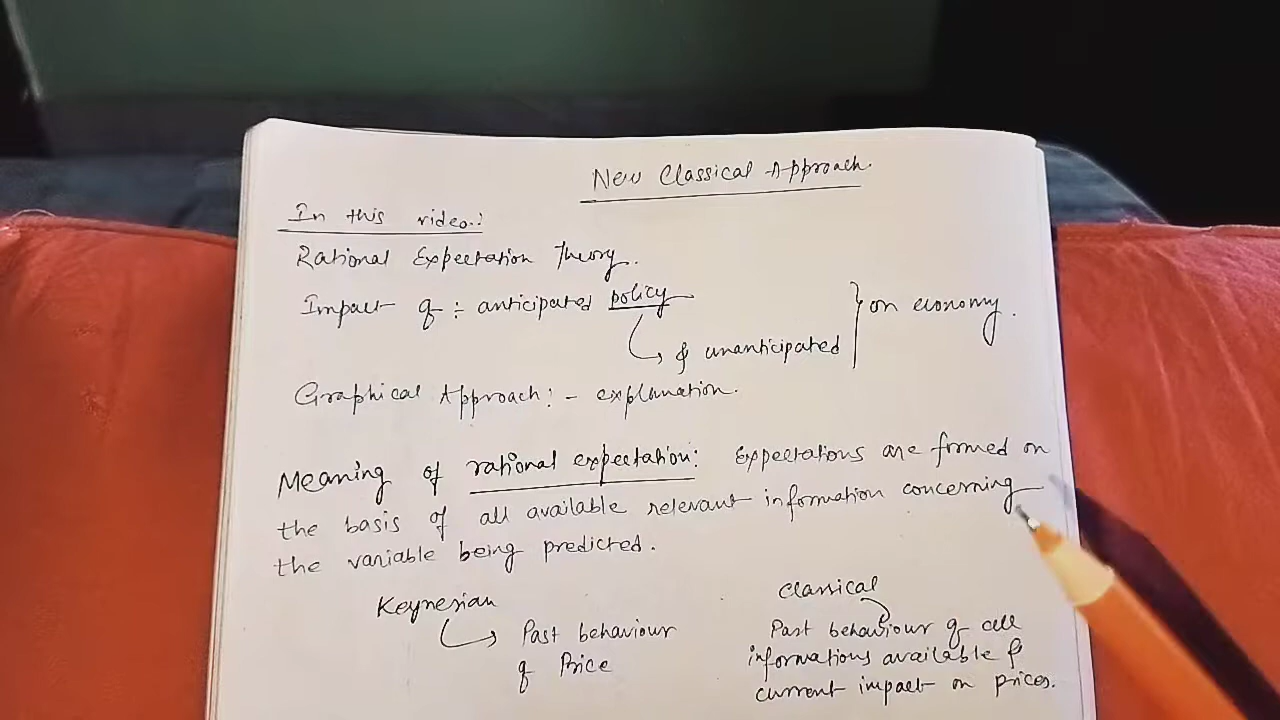 New Classical Approach.
In this video:
Rational Expectation Theory.
Impact of :- anticipated policy
& unanticipated
} on economy.
Graphical Approach: - explanation.
Meaning of rational expectation: Expectations are formed on
the basis of all available relevant information concerning
the variable being predicted.
Keynesian
Past behaviour
of Price
Classical
Past behaviour of all
informations available &
current impact on prices.